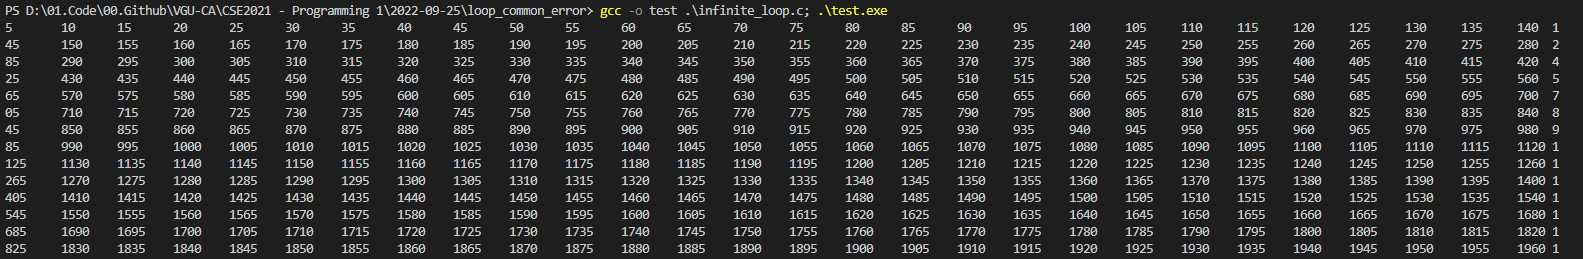 PS D:\01.Code\00.Github\VGU-CA\CSE2021 - Programming 1\2022-09-25\loop_common_error> gcc -o test .\infinite_loop.c; .\test.exe
5 10 15 20 25 30 35 40 45 50 55 60 65 70 75 80 85 90 95 100 105 110 115 120 125 130 135 140 1
45 150 155 160 165 170 175 180 185 190 195 200 205 210 215 220 225 230 235 240 245 250 255 260 265 270 275 280 2
85 290 295 300 305 310 315 320 325 330 335 340 345 350 355 360 365 370 375 380 385 390 395 400 405 410 415 420 4
25 430 435 440 445 450 455 460 465 470 475 480 485 490 495 500 505 510 515 520 525 530 535 540 545 550 555 560 5
65 570 575 580 585 590 595 600 605 610 615 620 625 630 635 640 645 650 655 660 665 670 675 680 685 690 695 700 7
05 710 715 720 725 730 735 740 745 750 755 760 765 770 775 780 785 790 795 800 805 810 815 820 825 830 835 840 8
45 850 855 860 865 870 875 880 885 890 895 900 905 910 915 920 925 930 935 940 945 950 955 960 965 970 975 980 9
85 990 995 1000 1005 1010 1015 1020 1025 1030 1035 1040 1045 1050 1055 1060 1065 1070 1075 1080 1085 1090 1095 1100 1105 1110 1115 1120 1
125 1130 1135 1140 1145 1150 1155 1160 1165 1170 1175 1180 1185 1190 1195 1200 1205 1210 1215 1220 1225 1230 1235 1240 1245 1250 1255 1260 1
265 1270 1275 1280 1285 1290 1295 1300 1305 1310 1315 1320 1325 1330 1335 1340 1345 1350 1355 1360 1365 1370 1375 1380 1385 1390 1395 1400 1
405 1410 1415 1420 1425 1430 1435 1440 1445 1450 1455 1460 1465 1470 1475 1480 1485 1490 1495 1500 1505 1510 1515 1520 1525 1530 1535 1540 1
545 1550 1555 1560 1565 1570 1575 1580 1585 1590 1595 1600 1605 1610 1615 1620 1625 1630 1635 1640 1645 1650 1655 1660 1665 1670 1675 1680 1
685 1690 1695 1700 1705 1710 1715 1720 1725 1730 1735 1740 1745 1750 1755 1760 1765 1770 1775 1780 1785 1790 1795 1800 1805 1810 1815 1820 1
825 1830 1835 1840 1845 1850 1855 1860 1865 1870 1875 1880 1885 1890 1895 1900 1905 1910 1915 1920 1925 1930 1935 1940 1945 1950 1955 1960 1